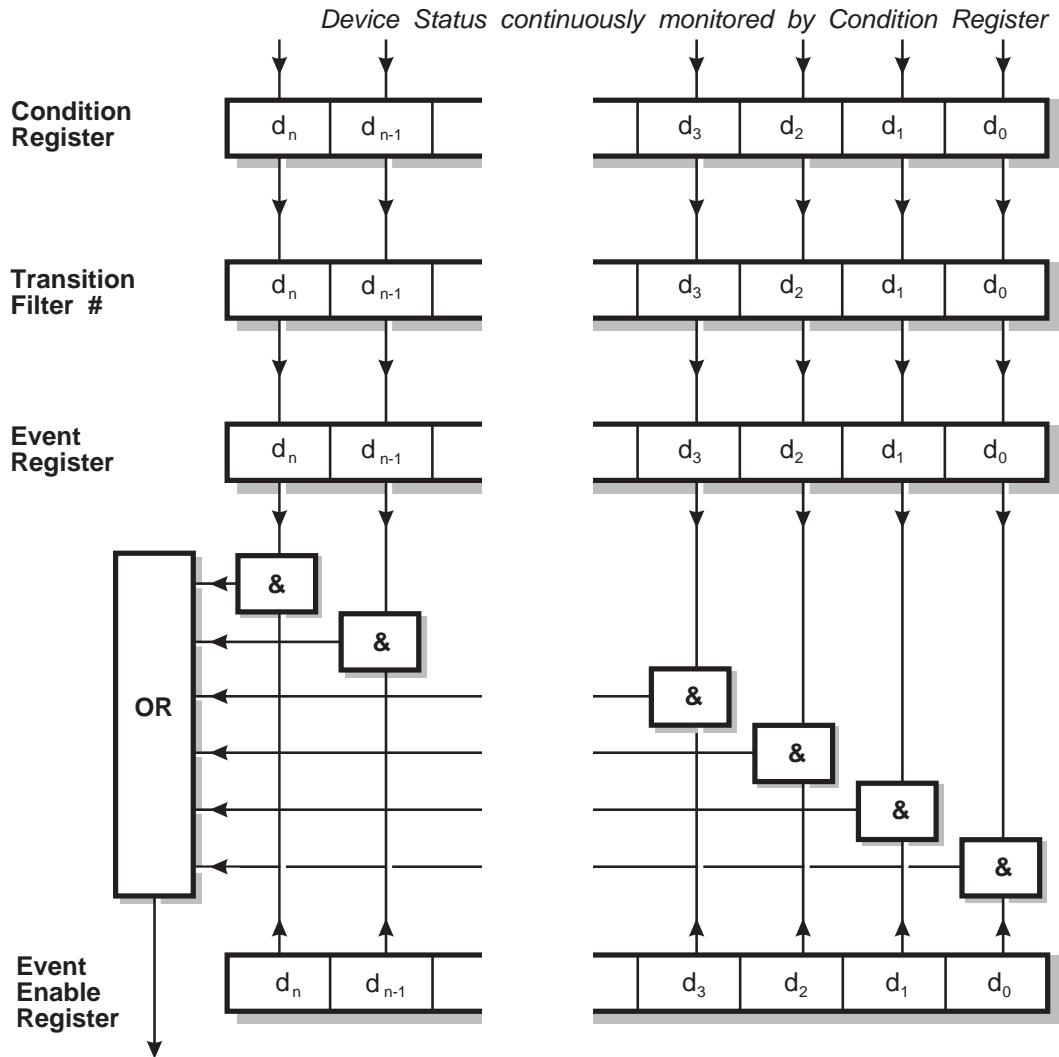 Device Status continuously monitored by Condition Register
Condition
Register
dₙ dₙ₋₁ d₃ d₂ d₁ d₀
Transition
Filter #
dₙ dₙ₋₁ d₃ d₂ d₁ d₀
Event
Register
dₙ dₙ₋₁ d₃ d₂ d₁ d₀
&
&
OR
&
&
&
&
Event
Enable
Register
dₙ dₙ₋₁ d₃ d₂ d₁ d₀